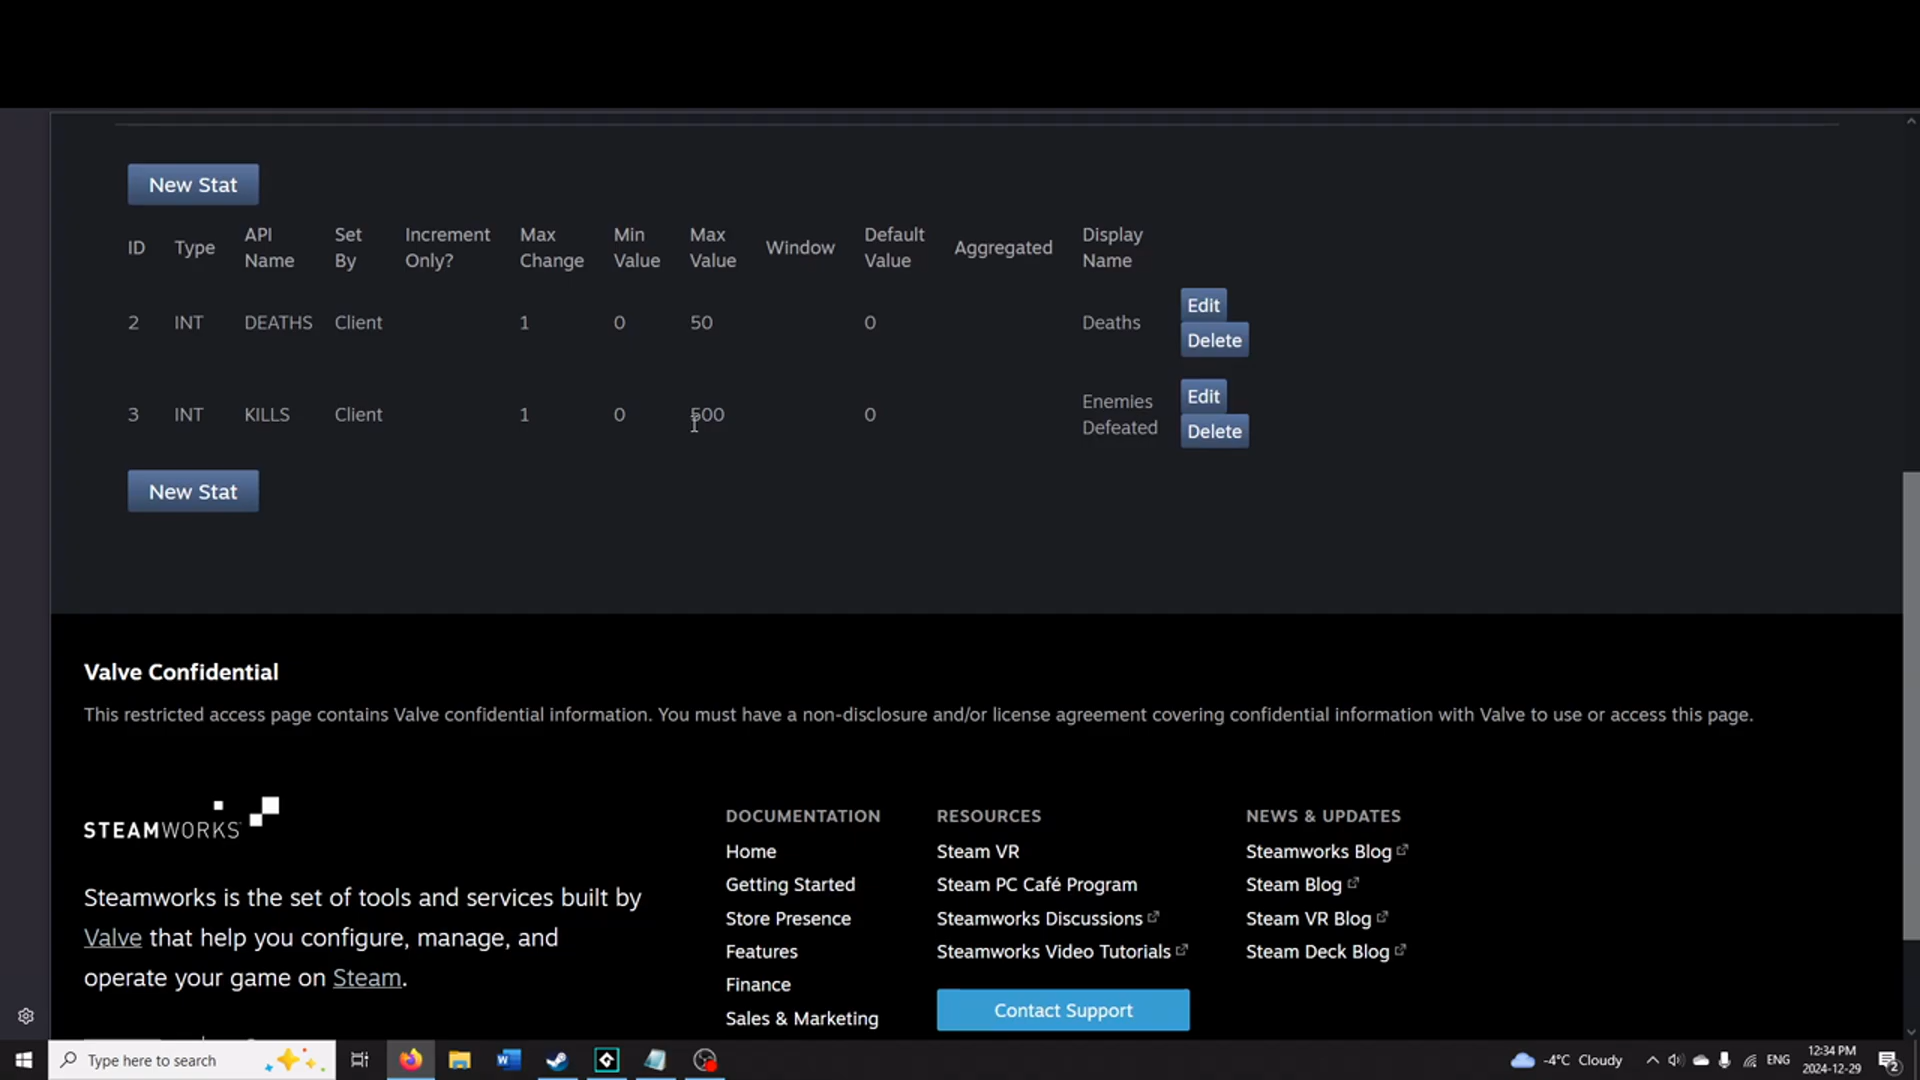 New Stat
ID Type API Name Set By Increment Only? Max Change Min Value Max Value Window Default Value Aggregated Display Name
2 INT DEATHS Client 1 0 50 0 Deaths Edit Delete
3 INT KILLS Client 1 0 500 0 Enemies Defeated Edit Delete
New Stat
Valve Confidential
This restricted access page contains Valve confidential information. You must have a non-disclosure and/or license agreement covering confidential information with Valve to use or access this page.
STEAMWORKS
Steamworks is the set of tools and services built by
Valve that help you configure, manage, and
operate your game on Steam.
DOCUMENTATION
Home
Getting Started
Store Presence
Features
Finance
Sales & Marketing
RESOURCES
Steam VR
Steam PC Café Program
Steamworks Discussions
Steamworks Video Tutorials
Contact Support
NEWS & UPDATES
Steamworks Blog
Steam Blog
Steam VR Blog
Steam Deck Blog
Type here to search
-4°C Cloudy
ENG
12:34 PM
2024-12-29
2